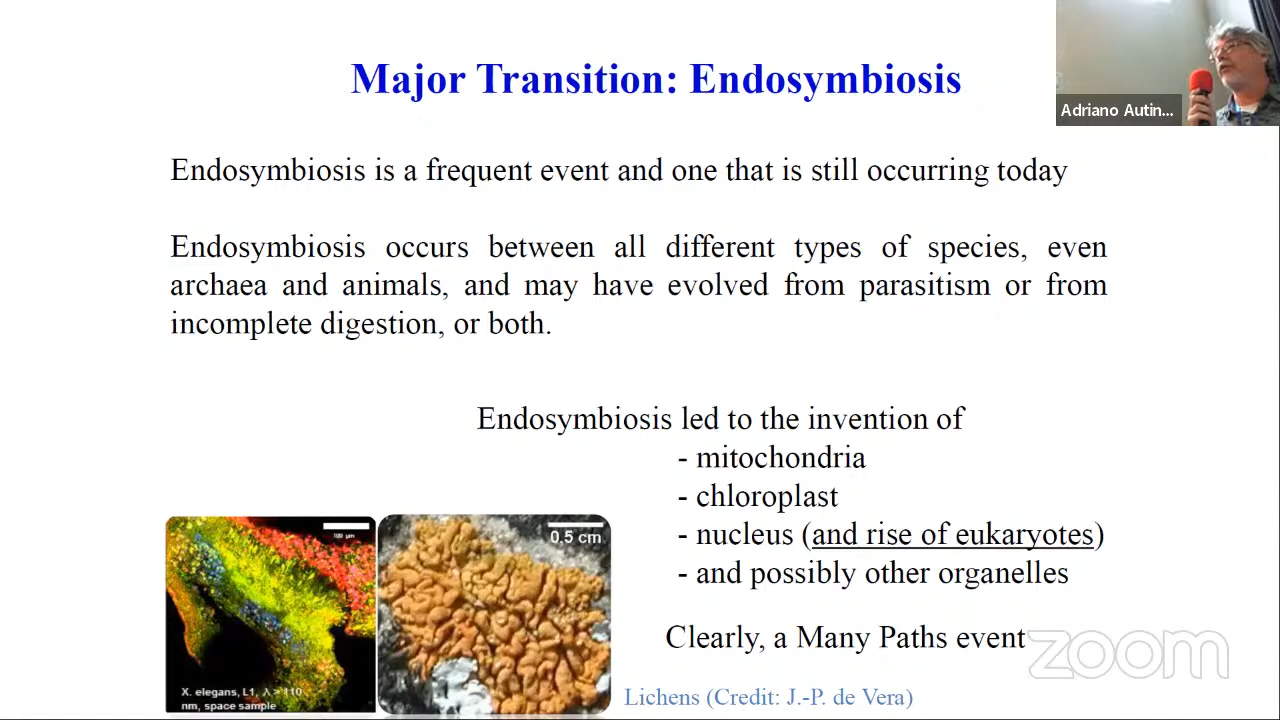 Major Transition: Endosymbiosis
Adriano Autin...
Endosymbiosis is a frequent event and one that is still occurring today
Endosymbiosis occurs between all different types of species, even
archaea and animals, and may have evolved from parasitism or from
incomplete digestion, or both.
Endosymbiosis led to the invention of
- mitochondria
- chloroplast
- nucleus (and rise of eukaryotes)
- and possibly other organelles
Clearly, a Many Paths event
zoom
0,5 cm
X. elegans, L1, λ > 110
nm, space sample
Lichens (Credit: J.-P. de Vera)